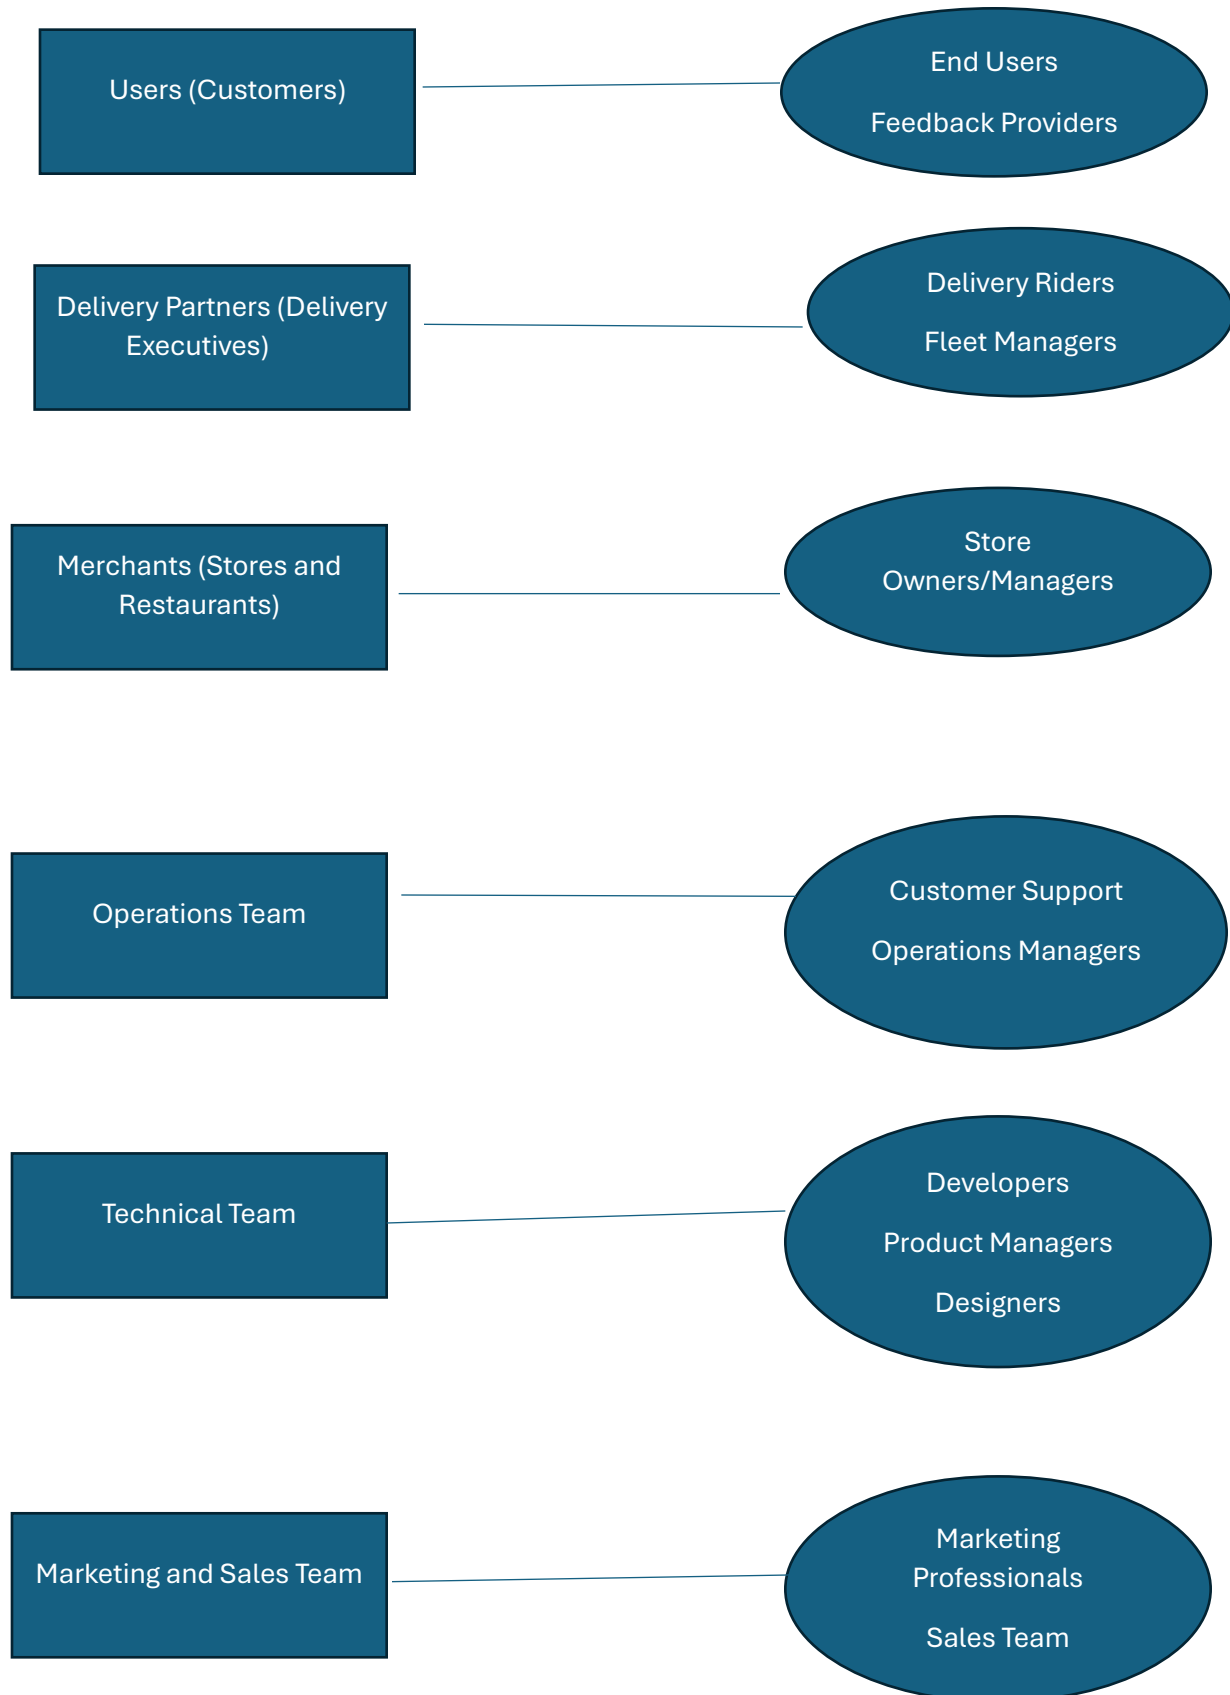 Users (Customers)
End Users
Feedback Providers
Delivery Partners (Delivery
Executives)
Delivery Riders
Fleet Managers
Merchants (Stores and
Restaurants)
Store
Owners/Managers
Operations Team
Customer Support
Operations Managers
Technical Team
Developers
Product Managers
Designers
Marketing and Sales Team
Marketing
Professionals
Sales Team